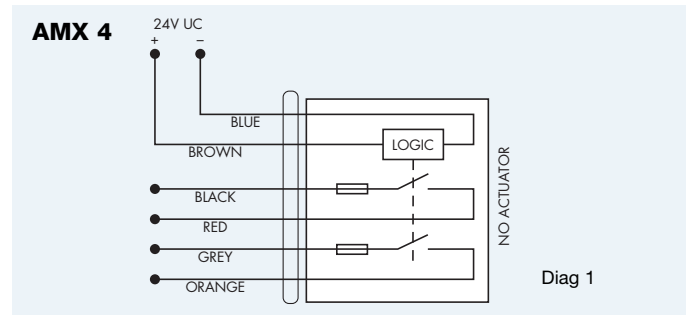 AMX 4
24V UC
+ –
BLUE
BROWN
LOGIC
BLACK
RED
GREY
ORANGE
NO ACTUATOR
Diag 1